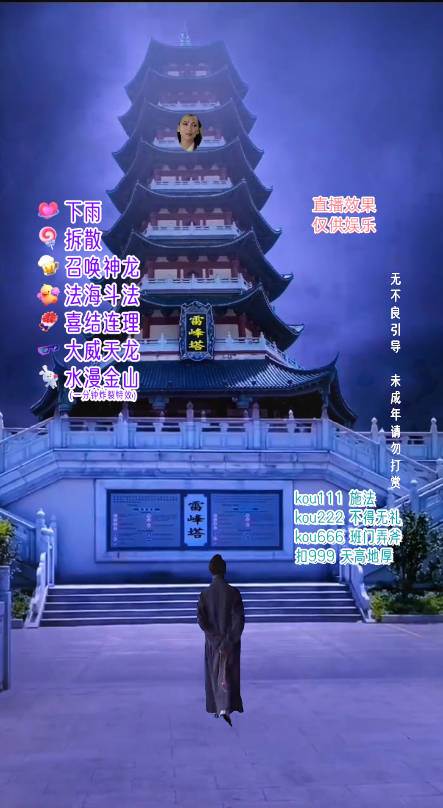 下雨
拆散
召唤神龙
法海斗法
喜结连理
大威天龙
水漫金山
(一分钟炸裂特效)
直播效果
仅供娱乐
无不良引导 未成年请勿打赏
雷峰塔
雷峰塔
kou111 施法
kou222 不得无礼
kou666 班门弄斧
扣999 天高地厚